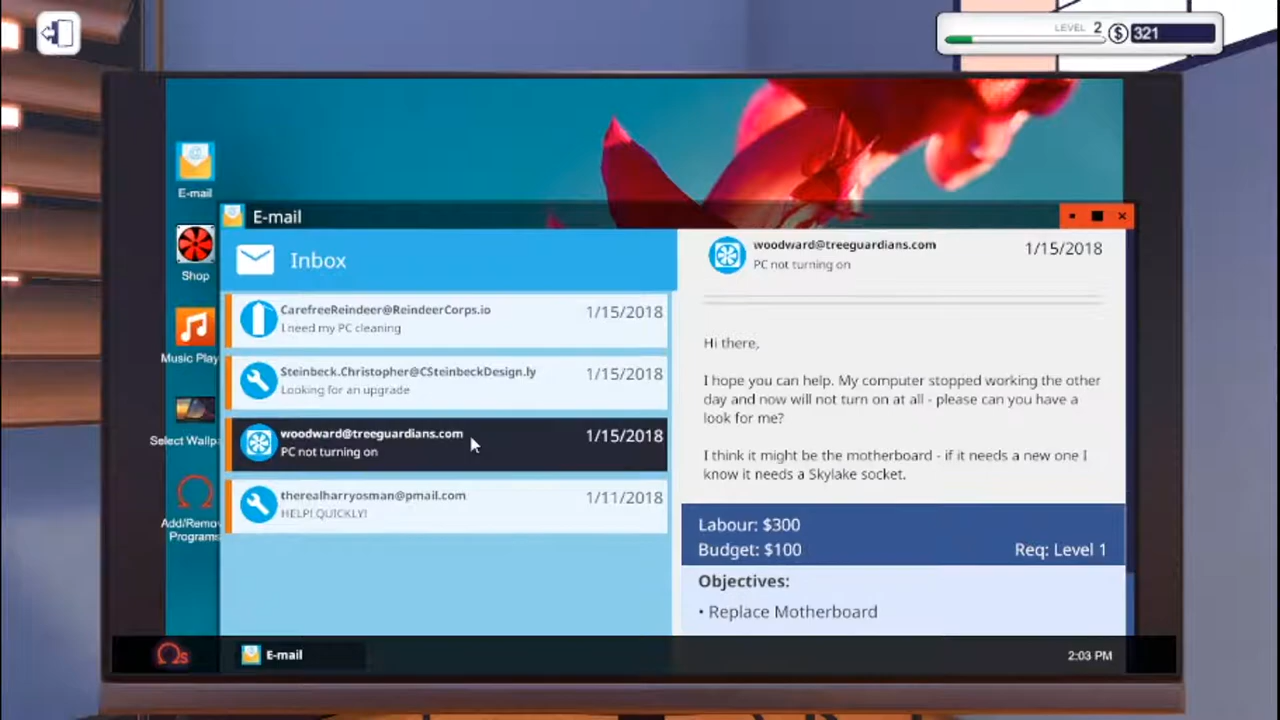 LEVEL 2 $ 321
E-mail
Shop
Music Play
Select Wallpa
Add/Remov
Programs
E-mail
Inbox
CarefreeReindeer@ReindeerCorps.io 1/15/2018
I need my PC cleaning
Steinbeck.Christopher@CSteinbeckDesign.ly 1/15/2018
Looking for an upgrade
woodward@treeguardians.com 1/15/2018
PC not turning on
therealharryosman@pmail.com 1/11/2018
HELP! QUICKLY!
woodward@treeguardians.com 1/15/2018
PC not turning on
Hi there,
I hope you can help. My computer stopped working the other
day and now will not turn on at all - please can you have a
look for me?
I think it might be the motherboard - if it needs a new one I
know it needs a Skylake socket.
Labour: $300
Budget: $100 Req: Level 1
Objectives:
• Replace Motherboard
Ωs E-mail 2:03 PM